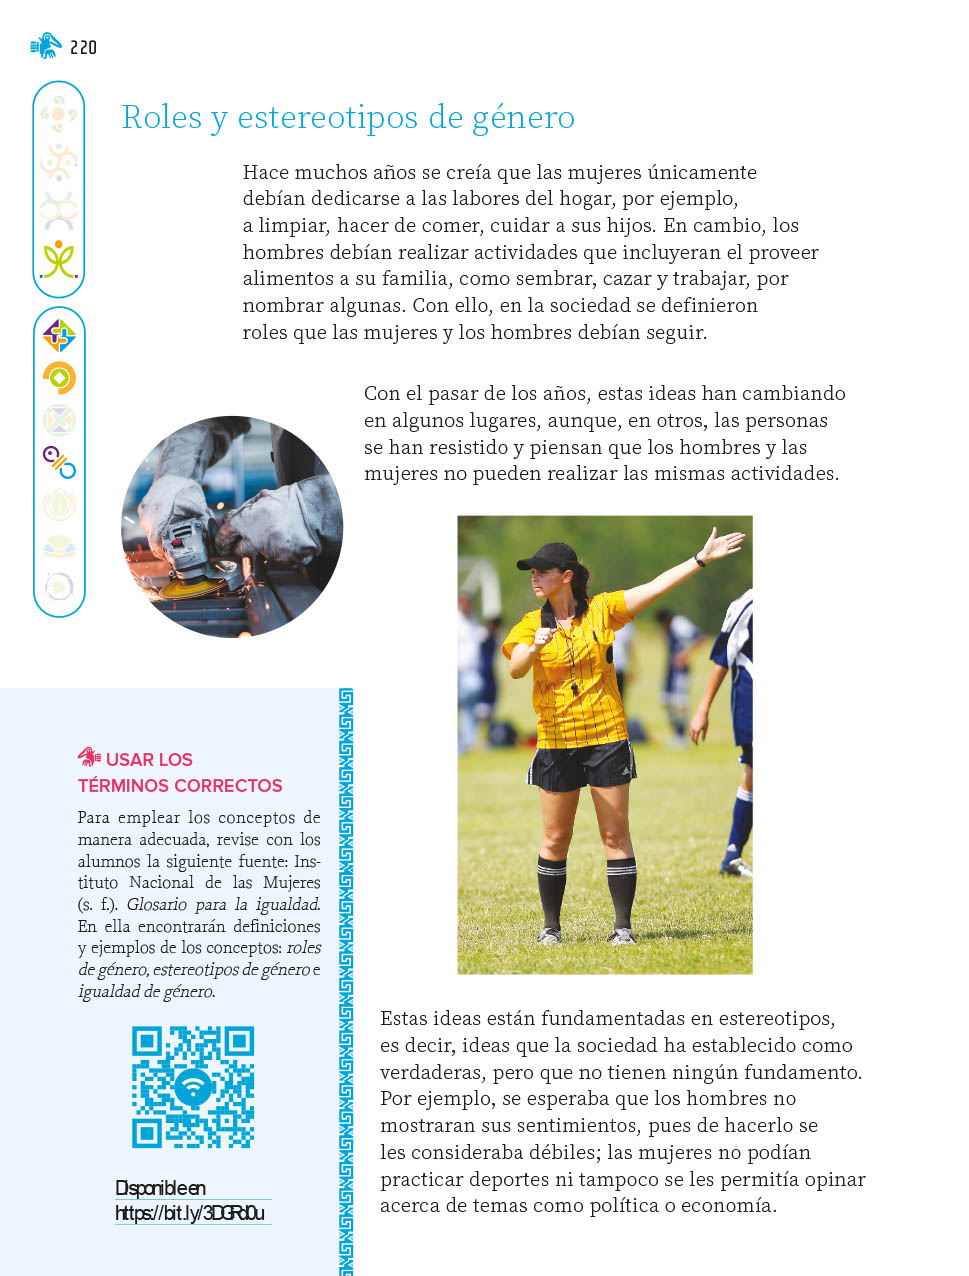 220
Roles y estereotipos de género
Hace muchos años se creía que las mujeres únicamente
debían dedicarse a las labores del hogar, por ejemplo,
a limpiar, hacer de comer, cuidar a sus hijos. En cambio, los
hombres debían realizar actividades que incluyeran el proveer
alimentos a su familia, como sembrar, cazar y trabajar, por
nombrar algunas. Con ello, en la sociedad se definieron
roles que las mujeres y los hombres debían seguir.
Con el pasar de los años, estas ideas han cambiando
en algunos lugares, aunque, en otros, las personas
se han resistido y piensan que los hombres y las
mujeres no pueden realizar las mismas actividades.
USAR LOS
TÉRMINOS CORRECTOS
Para emplear los conceptos de
manera adecuada, revise con los
alumnos la siguiente fuente: Ins-
tituto Nacional de las Mujeres
(s. f.). Glosario para la igualdad.
En ella encontrarán definiciones
y ejemplos de los conceptos: roles
de género, estereotipos de género e
igualdad de género.
Disponible en
https://bit.ly/3DGRd0u
Estas ideas están fundamentadas en estereotipos,
es decir, ideas que la sociedad ha establecido como
verdaderas, pero que no tienen ningún fundamento.
Por ejemplo, se esperaba que los hombres no
mostraran sus sentimientos, pues de hacerlo se
les consideraba débiles; las mujeres no podían
practicar deportes ni tampoco se les permitía opinar
acerca de temas como política o economía.